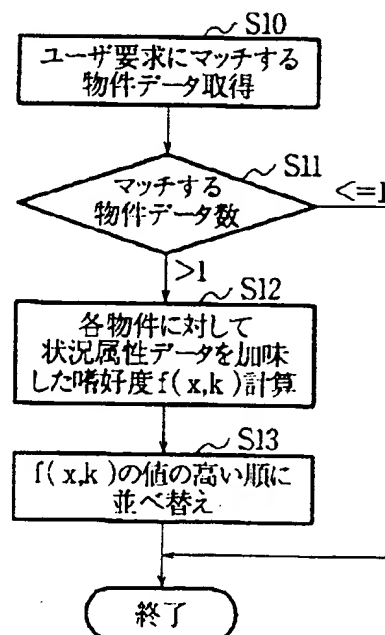 S10
ユーザ要求にマッチする
物件データ取得
S11
マッチする
物件データ数
<=1
>1
S12
各物件に対して
状況属性データを加味
した嗜好度f(x,k)計算
S13
f(x,k)の値の高い順に
並べ替え
終了